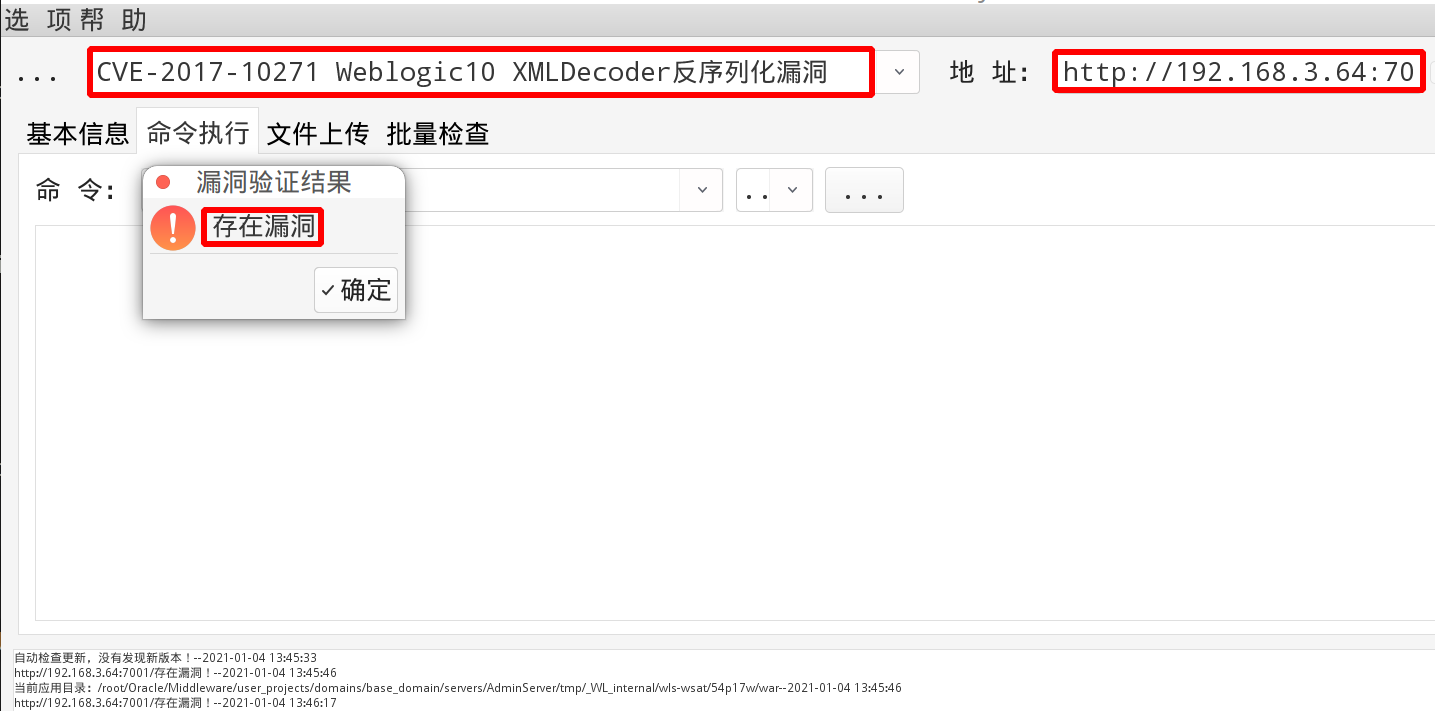 选 项 帮 助
... CVE-2017-10271 Weblogic10 XMLDecoder反序列化漏洞 地 址: http://192.168.3.64:70
基本信息 命令执行 文件上传 批量检查
命 令: .. ...
漏洞验证结果
存在漏洞
确定
自动检查更新，没有发现新版本！--2021-01-04 13:45:33
http://192.168.3.64:7001/存在漏洞！--2021-01-04 13:45:46
当前应用目录：/root/Oracle/Middleware/user_projects/domains/base_domain/servers/AdminServer/tmp/_WL_internal/wls-wsat/54p17w/war--2021-01-04 13:45:46
http://192.168.3.64:7001/存在漏洞！--2021-01-04 13:46:17